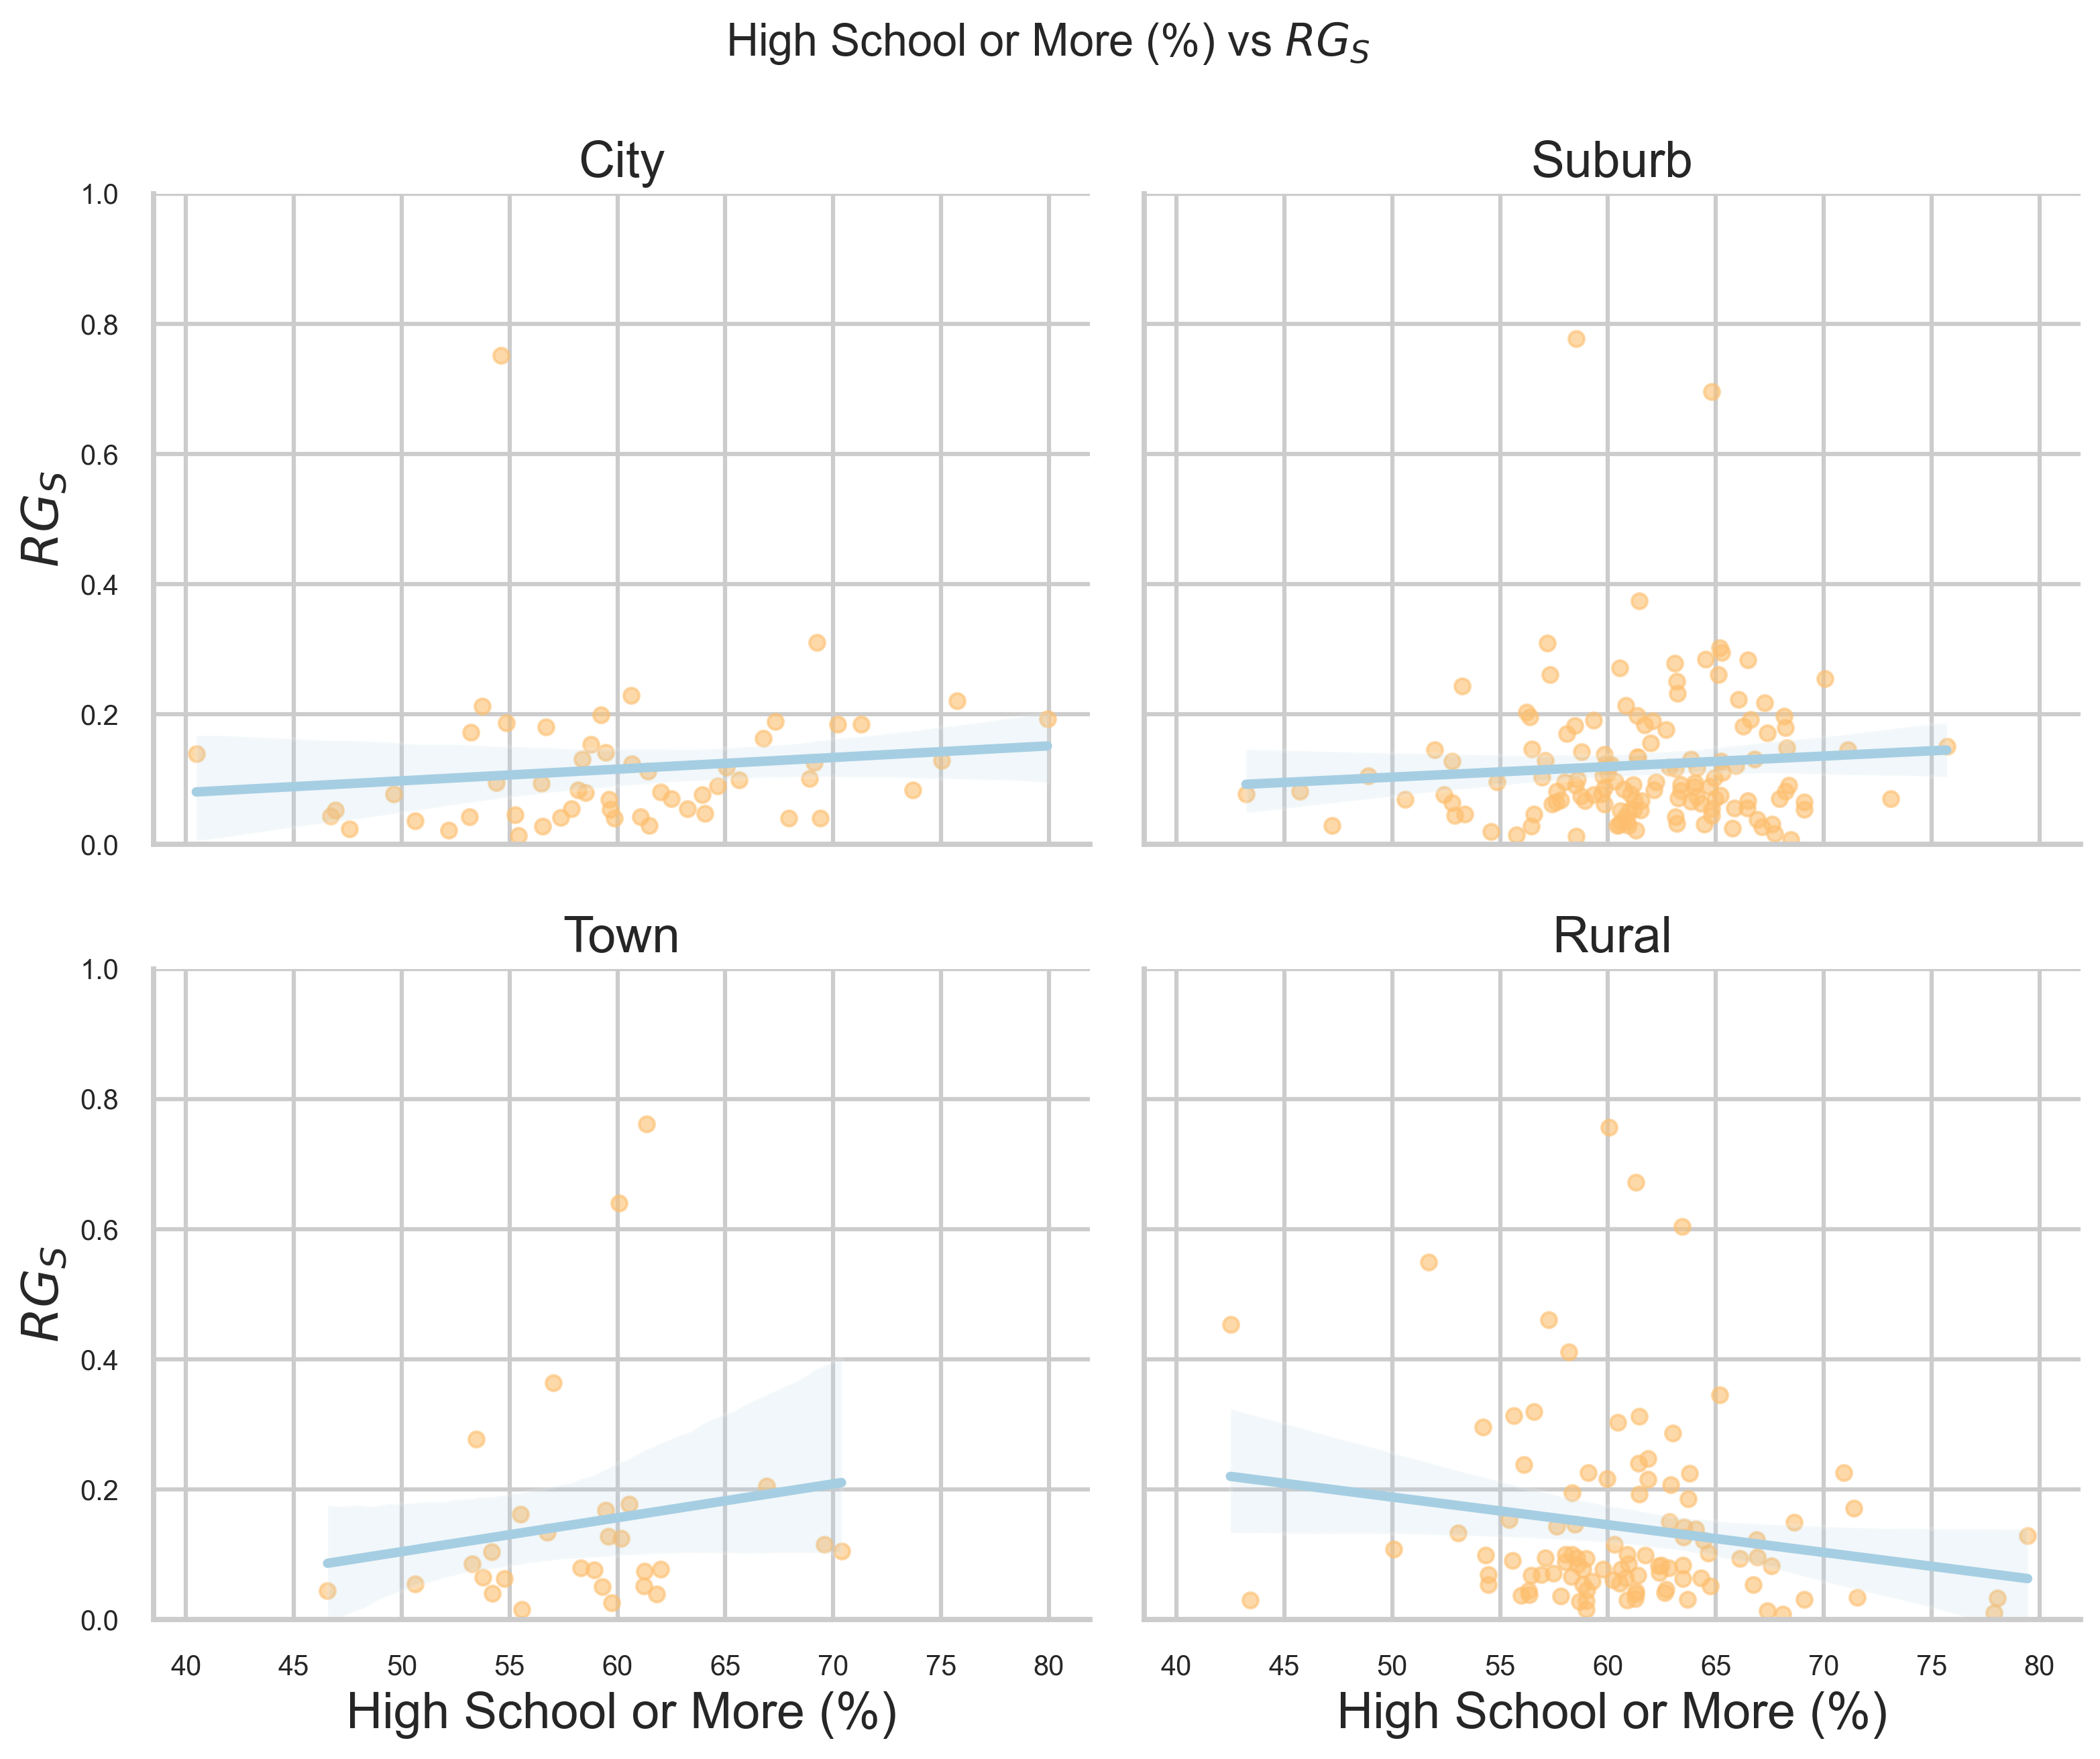 High School or More (%) vs RG_S
City
Suburb
1.0
0.8
0.6
0.4
0.2
0.0
RG_S
Town
Rural
1.0
0.8
0.6
0.4
0.2
0.0
RG_S
40 45 50 55 60 65 70 75 80
40 45 50 55 60 65 70 75 80
High School or More (%)
High School or More (%)